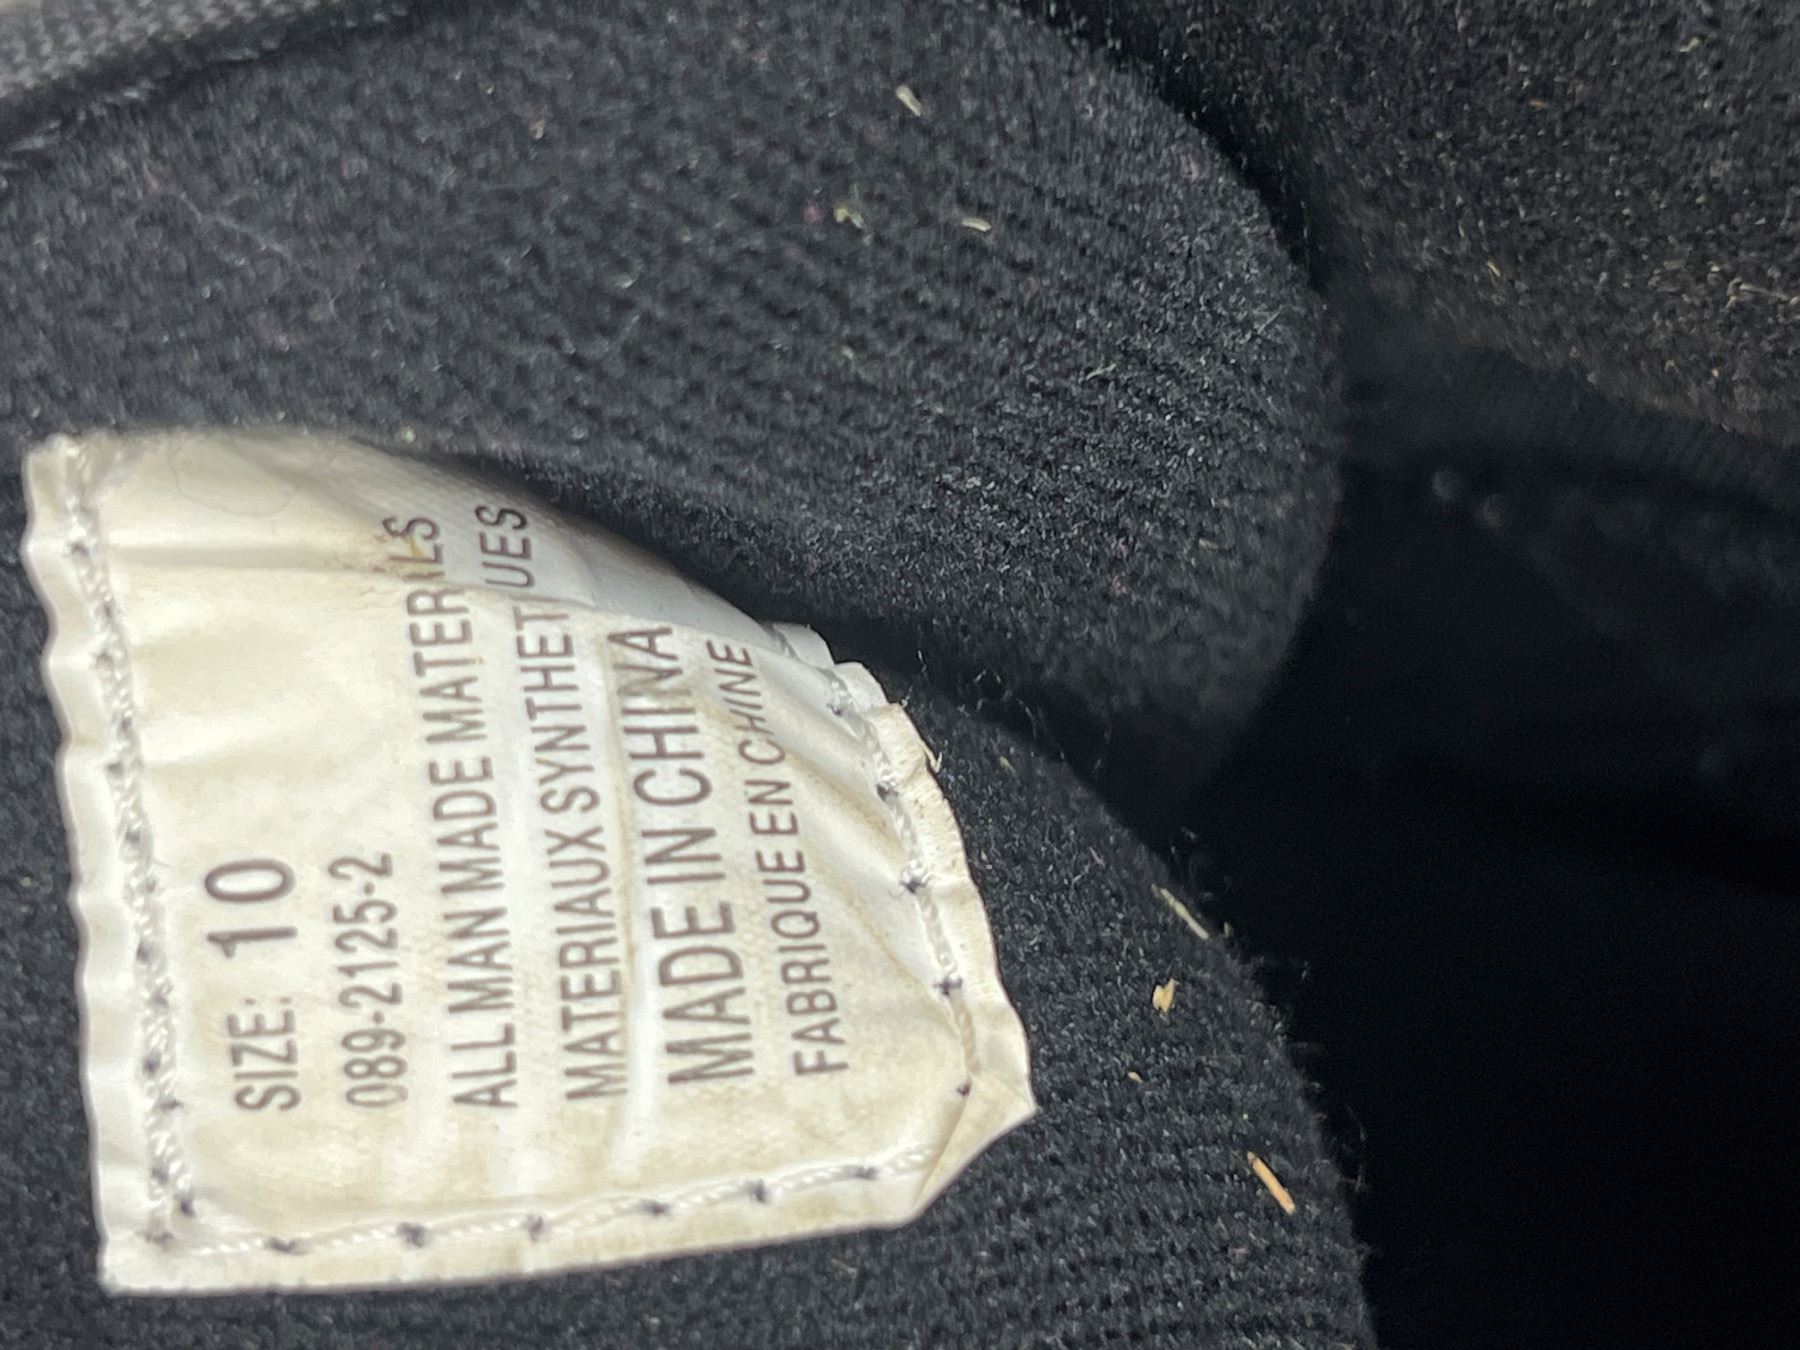 SIZE: 10
089-2125-2
ALL MAN MADE MATERIALS
MATERIAUX SYNTHETIQUES
MADE IN CHINA
FABRIQUE EN CHINE